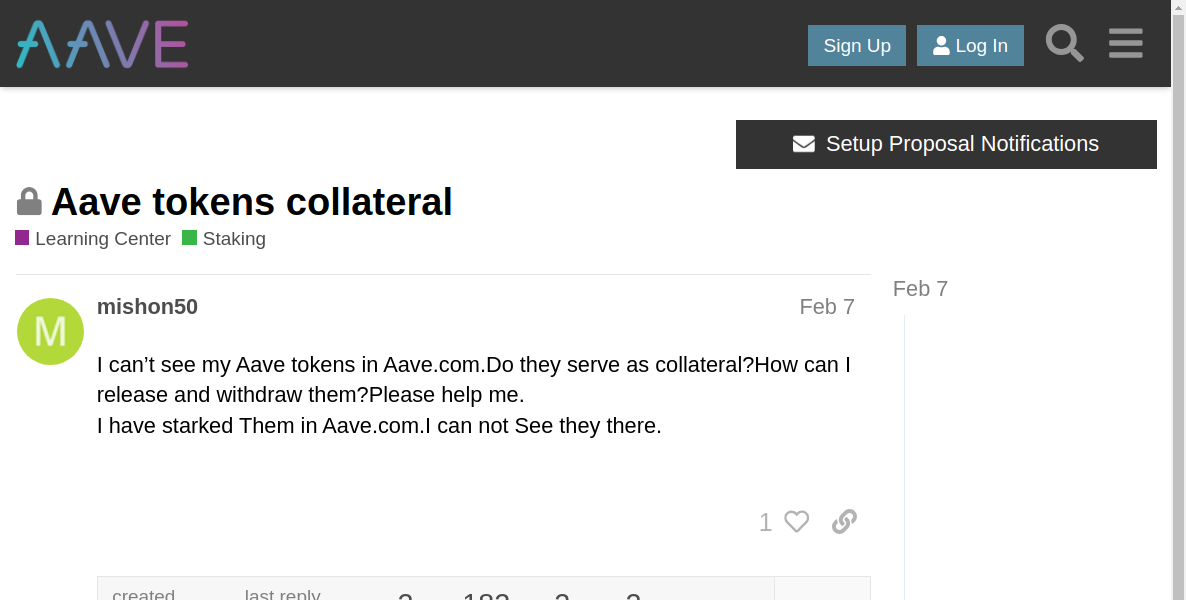 AAVE
Sign Up
Log In
Setup Proposal Notifications
Aave tokens collateral
Learning Center
Staking
mishon50
Feb 7
Feb 7
M
I can’t see my Aave tokens in Aave.com.Do they serve as collateral?How can I
release and withdraw them?Please help me.
I have starked Them in Aave.com.I can not See they there.
1
created
last reply